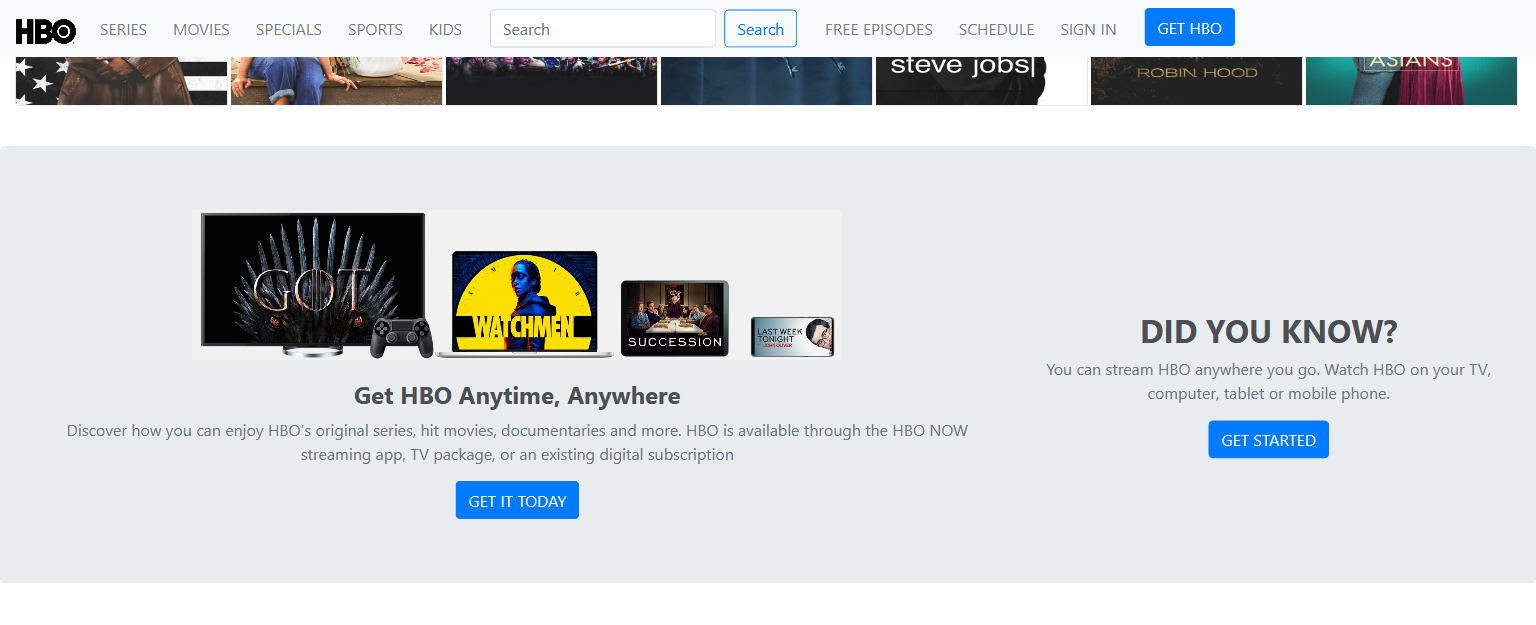 HBO SERIES MOVIES SPECIALS SPORTS KIDS Search Search FREE EPISODES SCHEDULE SIGN IN GET HBO
steve jobs|
ROBIN HOOD
ASIANS
GOT
WATCHMEN
SUCCESSION
LAST WEEK
TONIGHT
JOHN OLIVER
Get HBO Anytime, Anywhere
Discover how you can enjoy HBO's original series, hit movies, documentaries and more. HBO is available through the HBO NOW
streaming app, TV package, or an existing digital subscription
GET IT TODAY
DID YOU KNOW?
You can stream HBO anywhere you go. Watch HBO on your TV,
computer, tablet or mobile phone.
GET STARTED